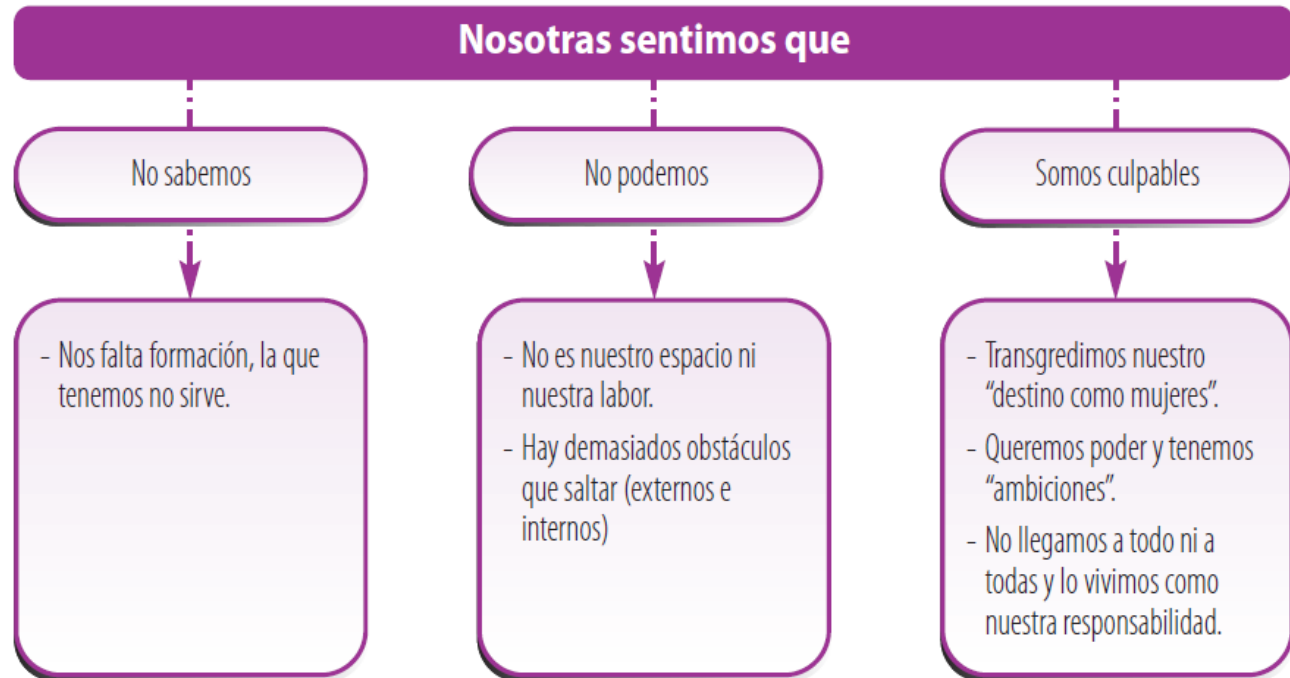 Nosotras sentimos que
No sabemos
No podemos
Somos culpables
- Nos falta formación, la que
tenemos no sirve.
- No es nuestro espacio ni
nuestra labor.
- Hay demasiados obstáculos
que saltar (externos e
internos)
- Transgredimos nuestro
“destino como mujeres”.
- Queremos poder y tenemos
“ambiciones”.
- No llegamos a todo ni a
todas y lo vivimos como
nuestra responsabilidad.